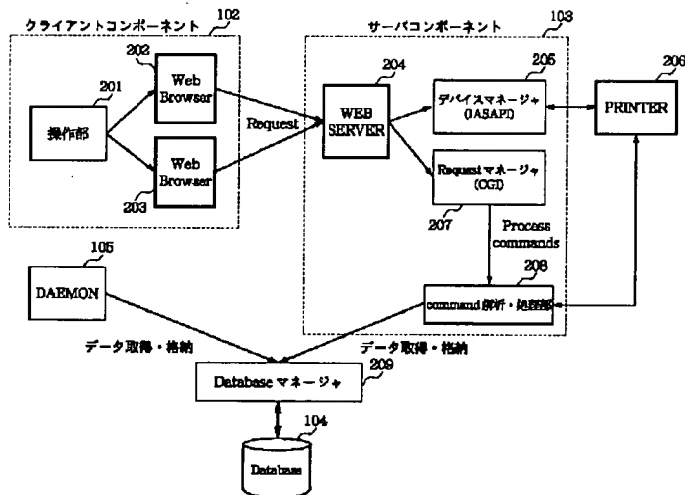 クライアントコンポーネント
102
サーバコンポーネント
103
202
Web
Browser
201
操作部
Web
Browser
203
Request
204
WEB
SERVER
205
デバイスマネージャ
(IASAPI)
206
PRINTER
Requestマネージャ
(CGI)
207
Process
commands
208
command解析・処理部
105
DAEMON
データ取得・格納
データ取得・格納
Databaseマネージャ
209
104
Database